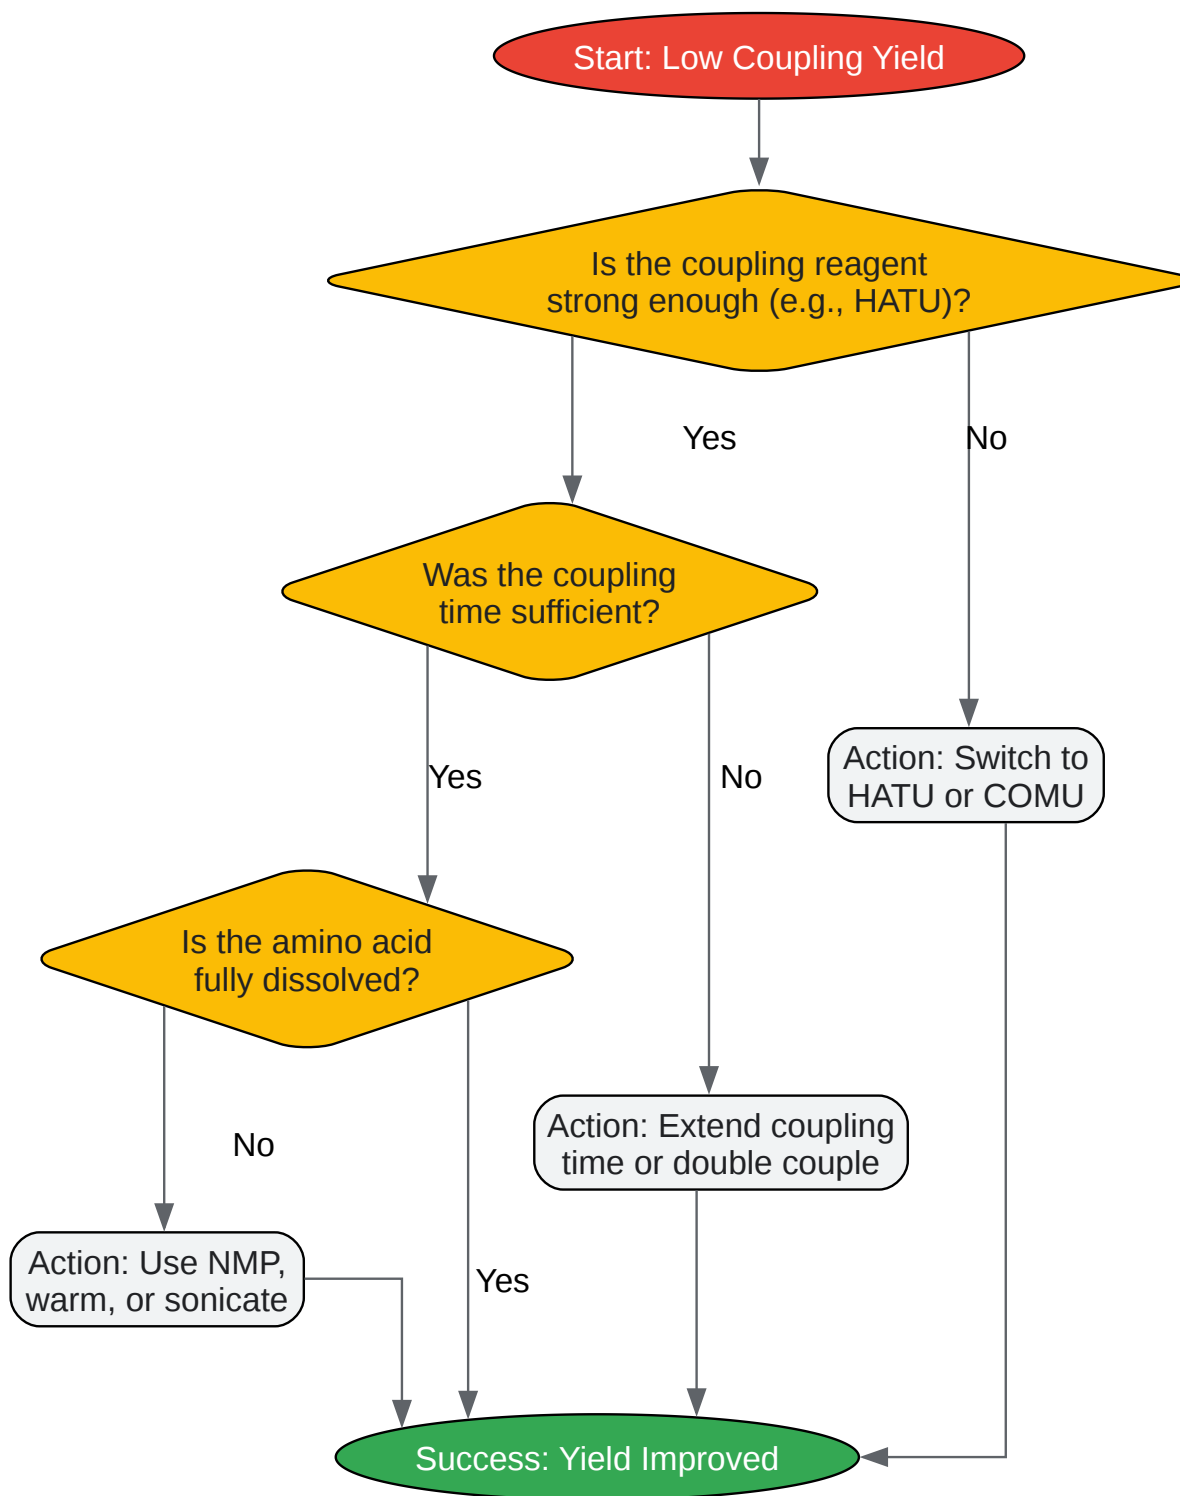 Start: Low Coupling Yield
Is the coupling reagent
strong enough (e.g., HATU)?
Yes
No
Was the coupling
time sufficient?
Yes
No
Action: Switch to
HATU or COMU
Is the amino acid
fully dissolved?
No
Action: Extend coupling
time or double couple
Action: Use NMP,
warm, or sonicate
Yes
Success: Yield Improved